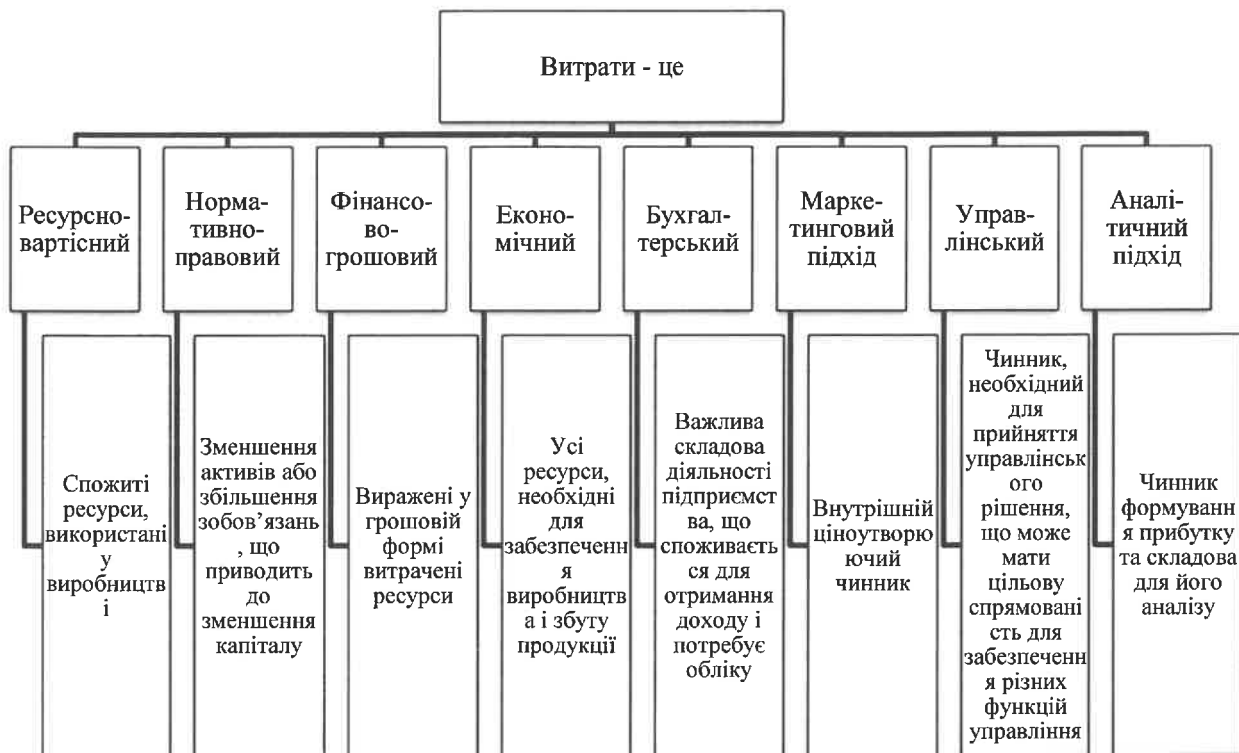 Витрати - це
Ресурсно-
вартісний
Норма-
тивно-
правовий
Фінансо-
во-
грошовий
Еконо-
мічний
Бухгал-
терський
Марке-
тинговий
підхід
Управ-
лінський
Аналі-
тичний
підхід
Спожиті
ресурси,
використані
у
виробництв
і
Зменшення
активів або
збільшення
зобов’язань
, що
приводить
до
зменшення
капіталу
Виражені у
грошовій
формі
витрачені
ресурси
Усі
ресурси,
необхідні
для
забезпеченн
я
виробництв
а і збуту
продукції
Важлива
складова
діяльності
підприємст
ва, що
споживаєть
ся для
отримання
доходу і
потребує
обліку
Внутрішній
ціноутворю
ючий
чинник
Чинник,
необхідний
для
прийняття
управлінськ
ого
рішення,
що може
мати
цільову
спрямовані
сть для
забезпеченн
я різних
функцій
управління
Чинник
формуванн
я прибутку
та складова
для його
аналізу